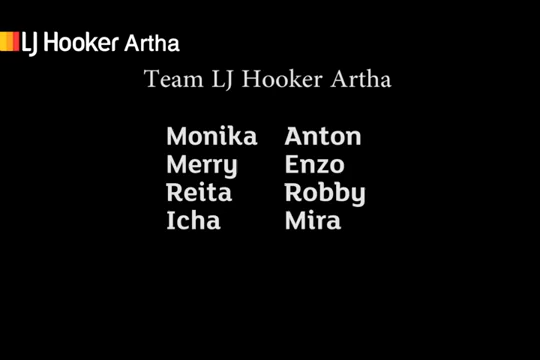 LJ Hooker Artha
Team LJ Hooker Artha
Monika Anton
Merry Enzo
Reita Robby
Icha Mira